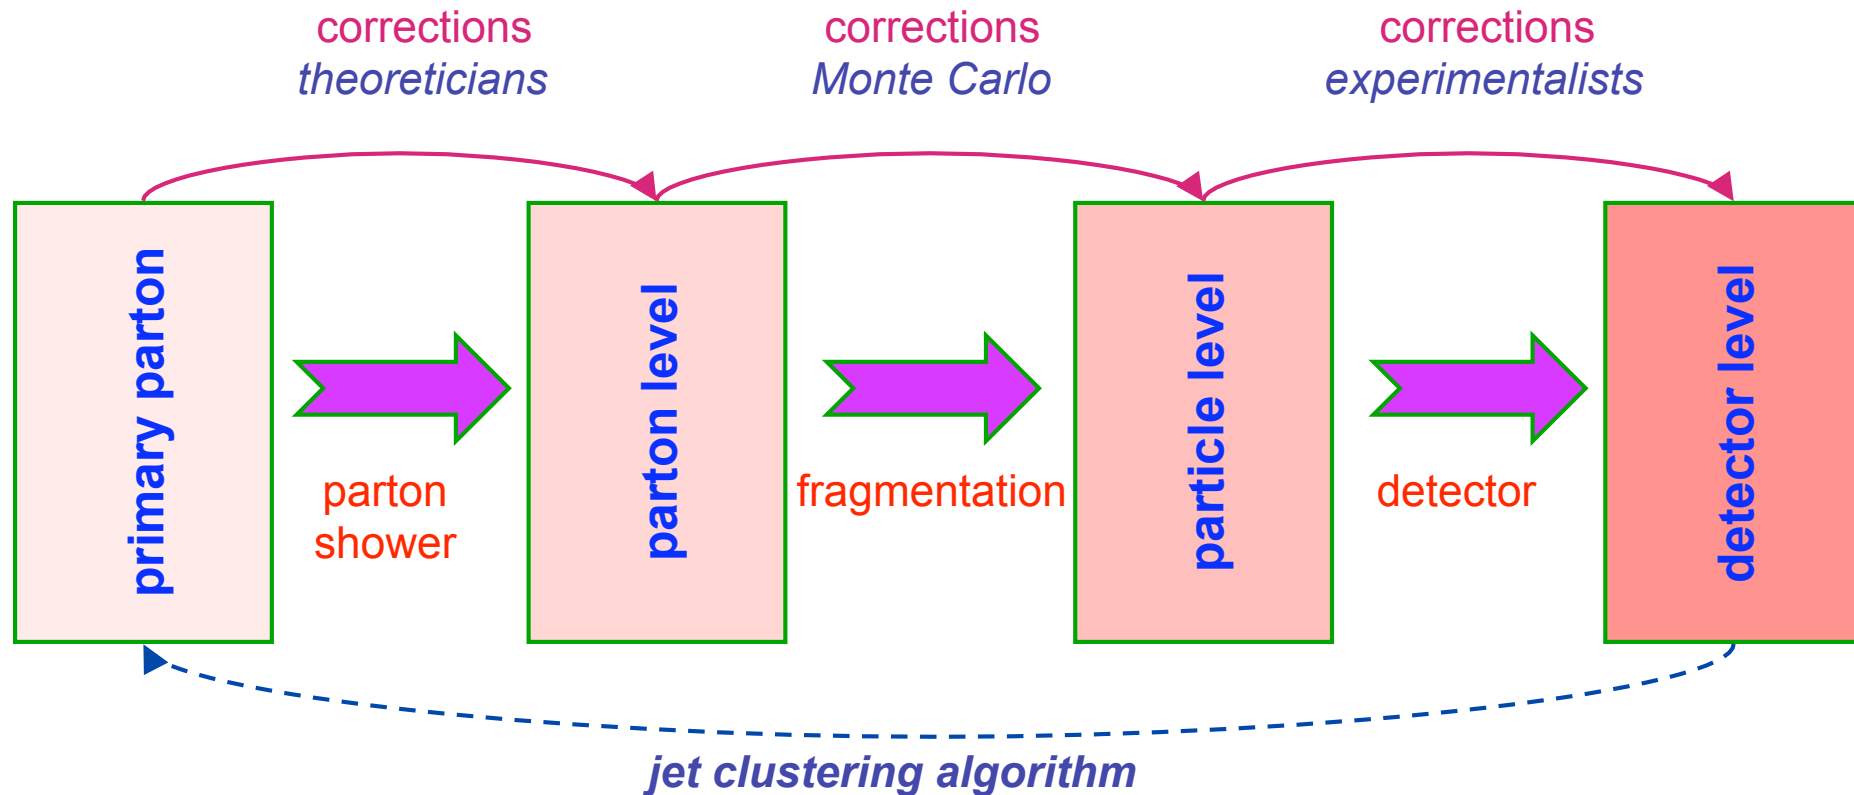 corrections
theoreticians
corrections
Monte Carlo
corrections
experimentalists
primary parton
parton
shower
parton level
fragmentation
particle level
detector
detector level
jet clustering algorithm